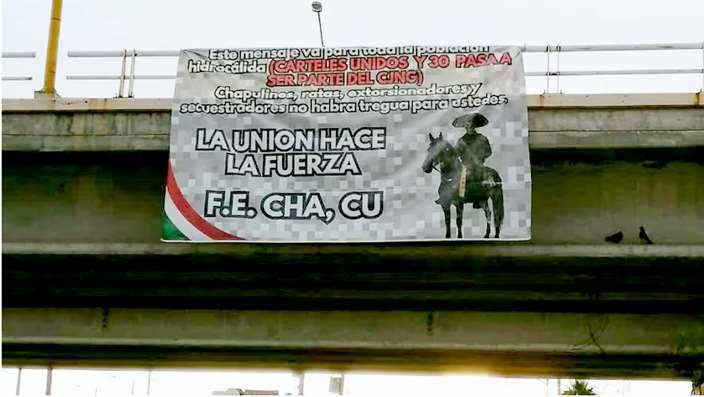 Este mensaje va para toda la población
hidrocálida (CARTELES UNIDOS Y 30 PASA A
SER PARTE DEL CJNG)
Chapulines, ratas, extorsionadores y
secuestradores no habra tregua para ustedes.
LA UNION HACE
LA FUERZA
F.E. CHA, CU